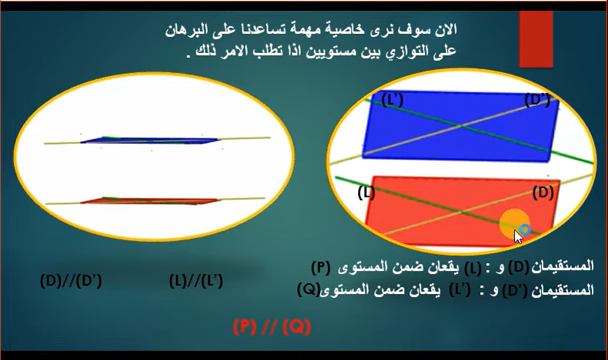 الان سوف نرى خاصية مهمة تساعدنا على البرهان
على التوازي بين مستويين اذا تطلب الامر ذلك .
(L')
(D')
(L)
(D)
المستقيمان (D) و : (L) يقعان ضمن المستوى (P)
المستقيمان (D') و : (L') يقعان ضمن المستوى (Q)
(D)//(D')
(L)//(L')
(P) // (Q)